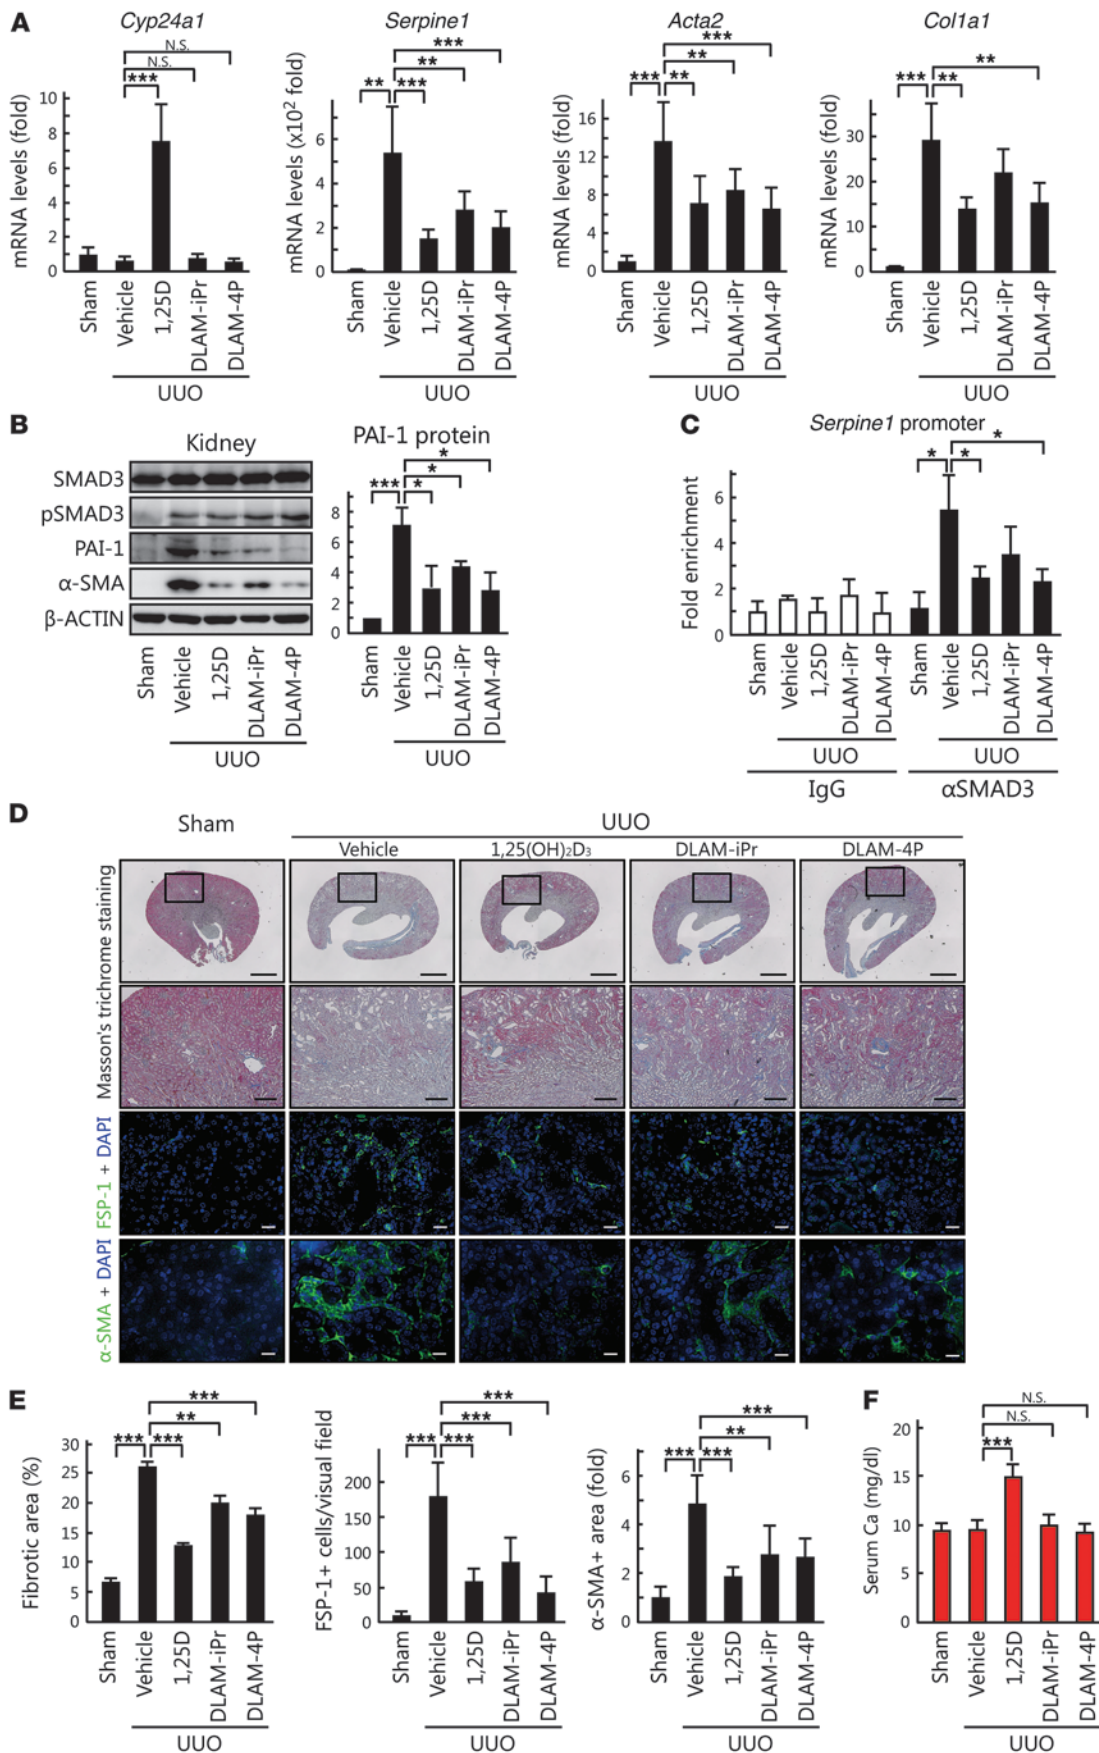 A
Cyp24a1
Serpine1
Acta2
Col1a1
N.S.
N.S.
***
mRNA levels (fold)
10
8
6
4
2
0
Sham
Vehicle
1,25D
DLAM-iPr
DLAM-4P
UUO
***
**
** ***
mRNA levels (x10² fold)
6
4
2
0
Sham
Vehicle
1,25D
DLAM-iPr
DLAM-4P
UUO
***
**
*** **
mRNA levels (fold)
16
12
8
4
0
Sham
Vehicle
1,25D
DLAM-iPr
DLAM-4P
UUO
**
*** **
mRNA levels (fold)
30
20
10
0
Sham
Vehicle
1,25D
DLAM-iPr
DLAM-4P
UUO
B
Kidney
SMAD3
pSMAD3
PAI-1
α-SMA
β-ACTIN
Sham
Vehicle
1,25D
DLAM-iPr
DLAM-4P
UUO
PAI-1 protein
*
*
*** *
8
6
4
2
0
Sham
Vehicle
1,25D
DLAM-iPr
DLAM-4P
UUO
C
Serpine1 promoter
*
* *
Fold enrichment
6
4
2
0
Sham
Vehicle
1,25D
DLAM-iPr
DLAM-4P
Sham
Vehicle
1,25D
DLAM-iPr
DLAM-4P
UUO
UUO
IgG
αSMAD3
D
Sham
UUO
Vehicle
1,25(OH)₂D₃
DLAM-iPr
DLAM-4P
Masson's trichrome staining
FSP-1 + DAPI
α-SMA + DAPI
E
***
**
*** ***
Fibrotic area (%)
30
25
20
15
10
5
0
Sham
Vehicle
1,25D
DLAM-iPr
DLAM-4P
UUO
***
***
*** ***
FSP-1+ cells/visual field
200
150
100
50
0
Sham
Vehicle
1,25D
DLAM-iPr
DLAM-4P
UUO
***
**
*** ***
α-SMA+ area (fold)
6
4
2
0
Sham
Vehicle
1,25D
DLAM-iPr
DLAM-4P
UUO
F
N.S.
N.S.
***
Serum Ca (mg/dl)
20
15
10
5
0
Sham
Vehicle
1,25D
DLAM-iPr
DLAM-4P
UUO